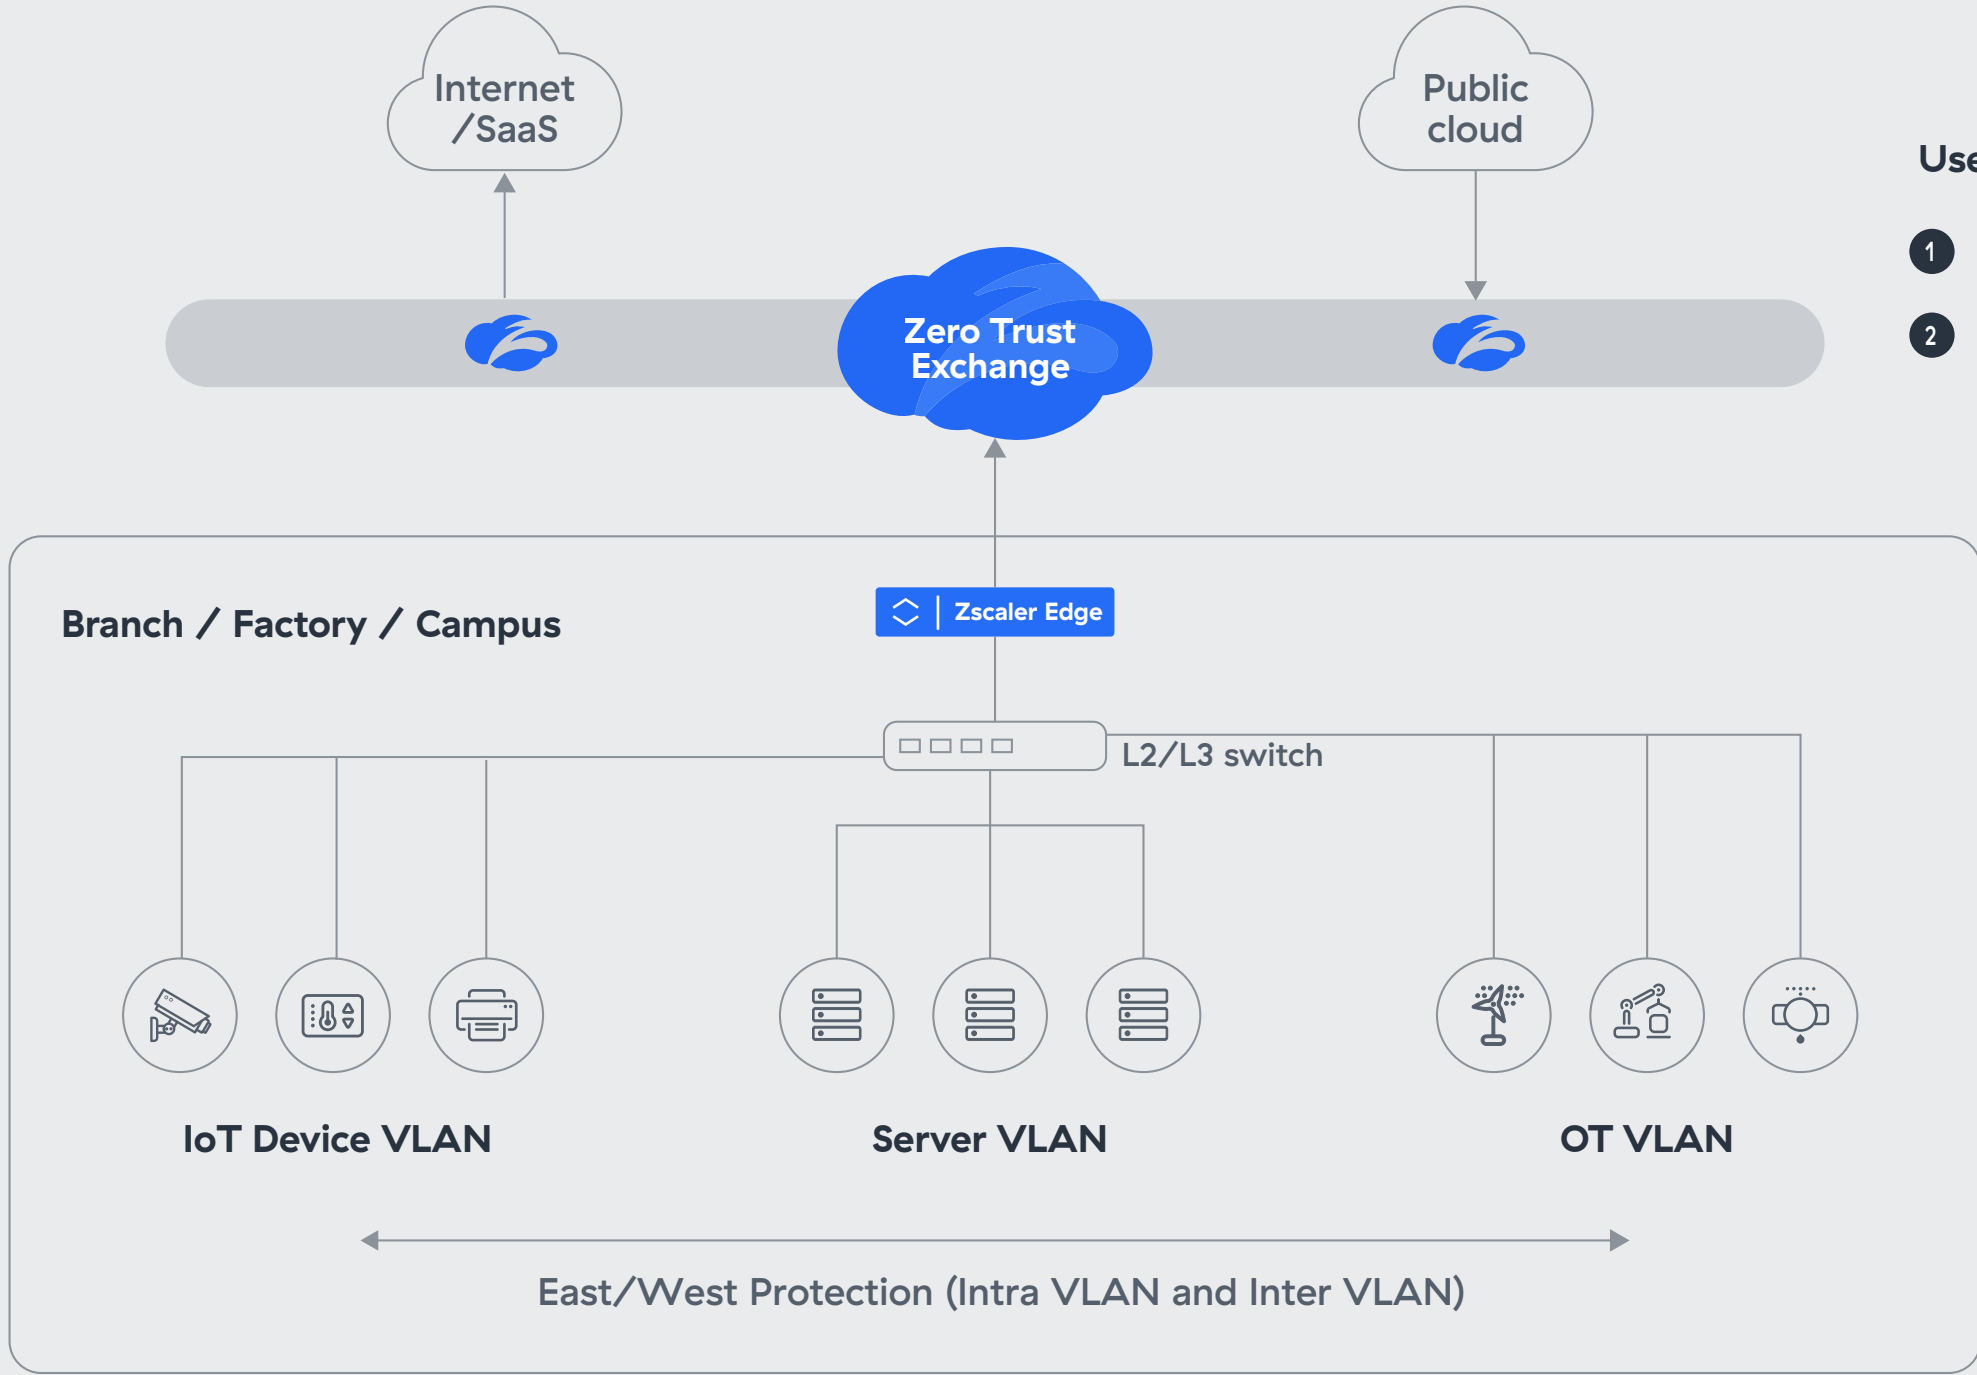 Internet
/SaaS
Public
cloud
Use
1
2
Zero Trust
Exchange
Branch / Factory / Campus
Zscaler Edge
L2/L3 switch
IoT Device VLAN
Server VLAN
OT VLAN
East/West Protection (Intra VLAN and Inter VLAN)